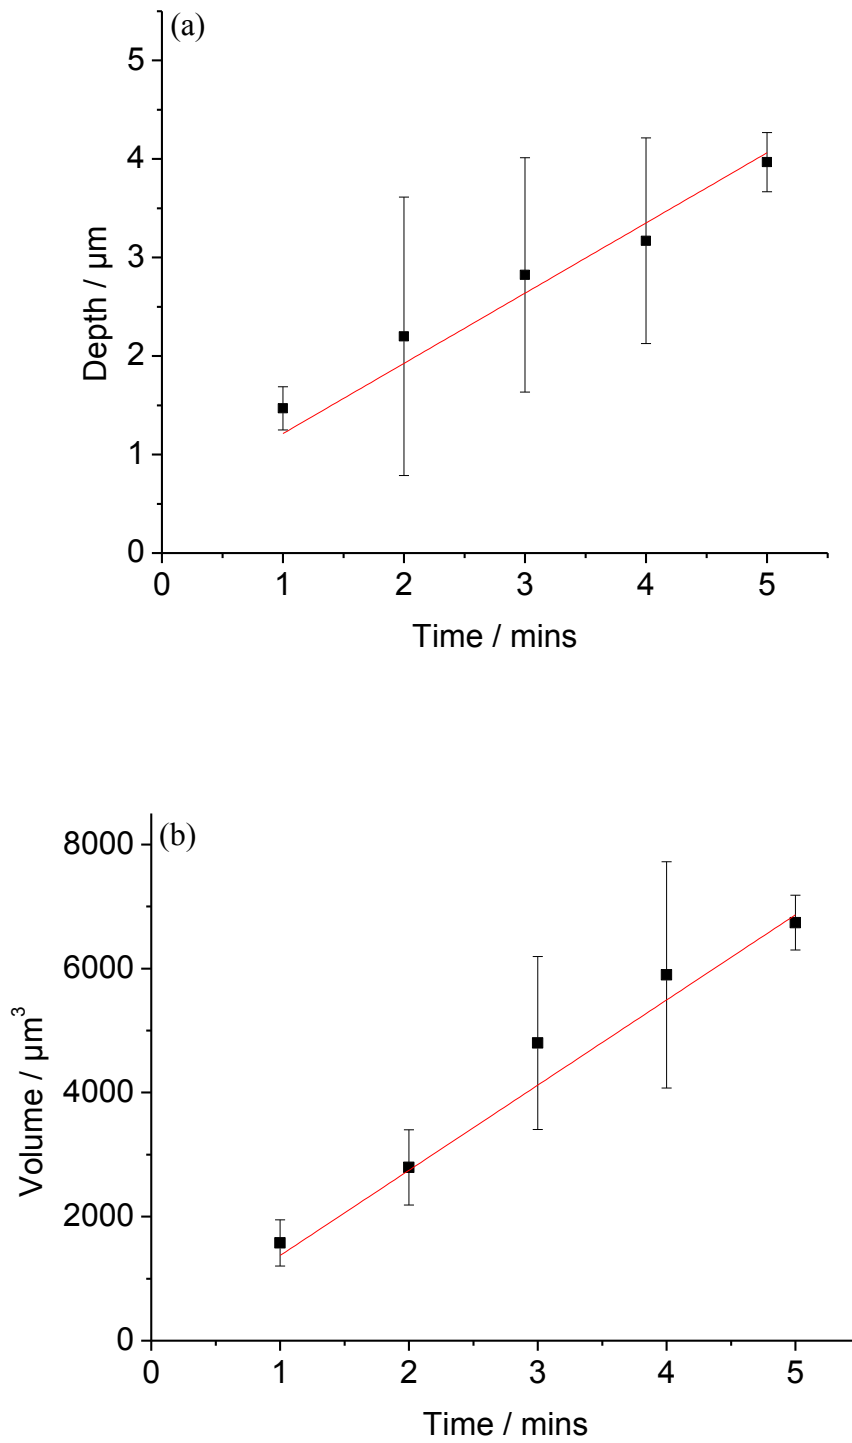 (a)
5
4
3
2
1
0
Depth / µm
0 1 2 3 4 5
Time / mins
(b)
8000
6000
4000
2000
0
Volume / µm³
0 1 2 3 4 5
Time / mins